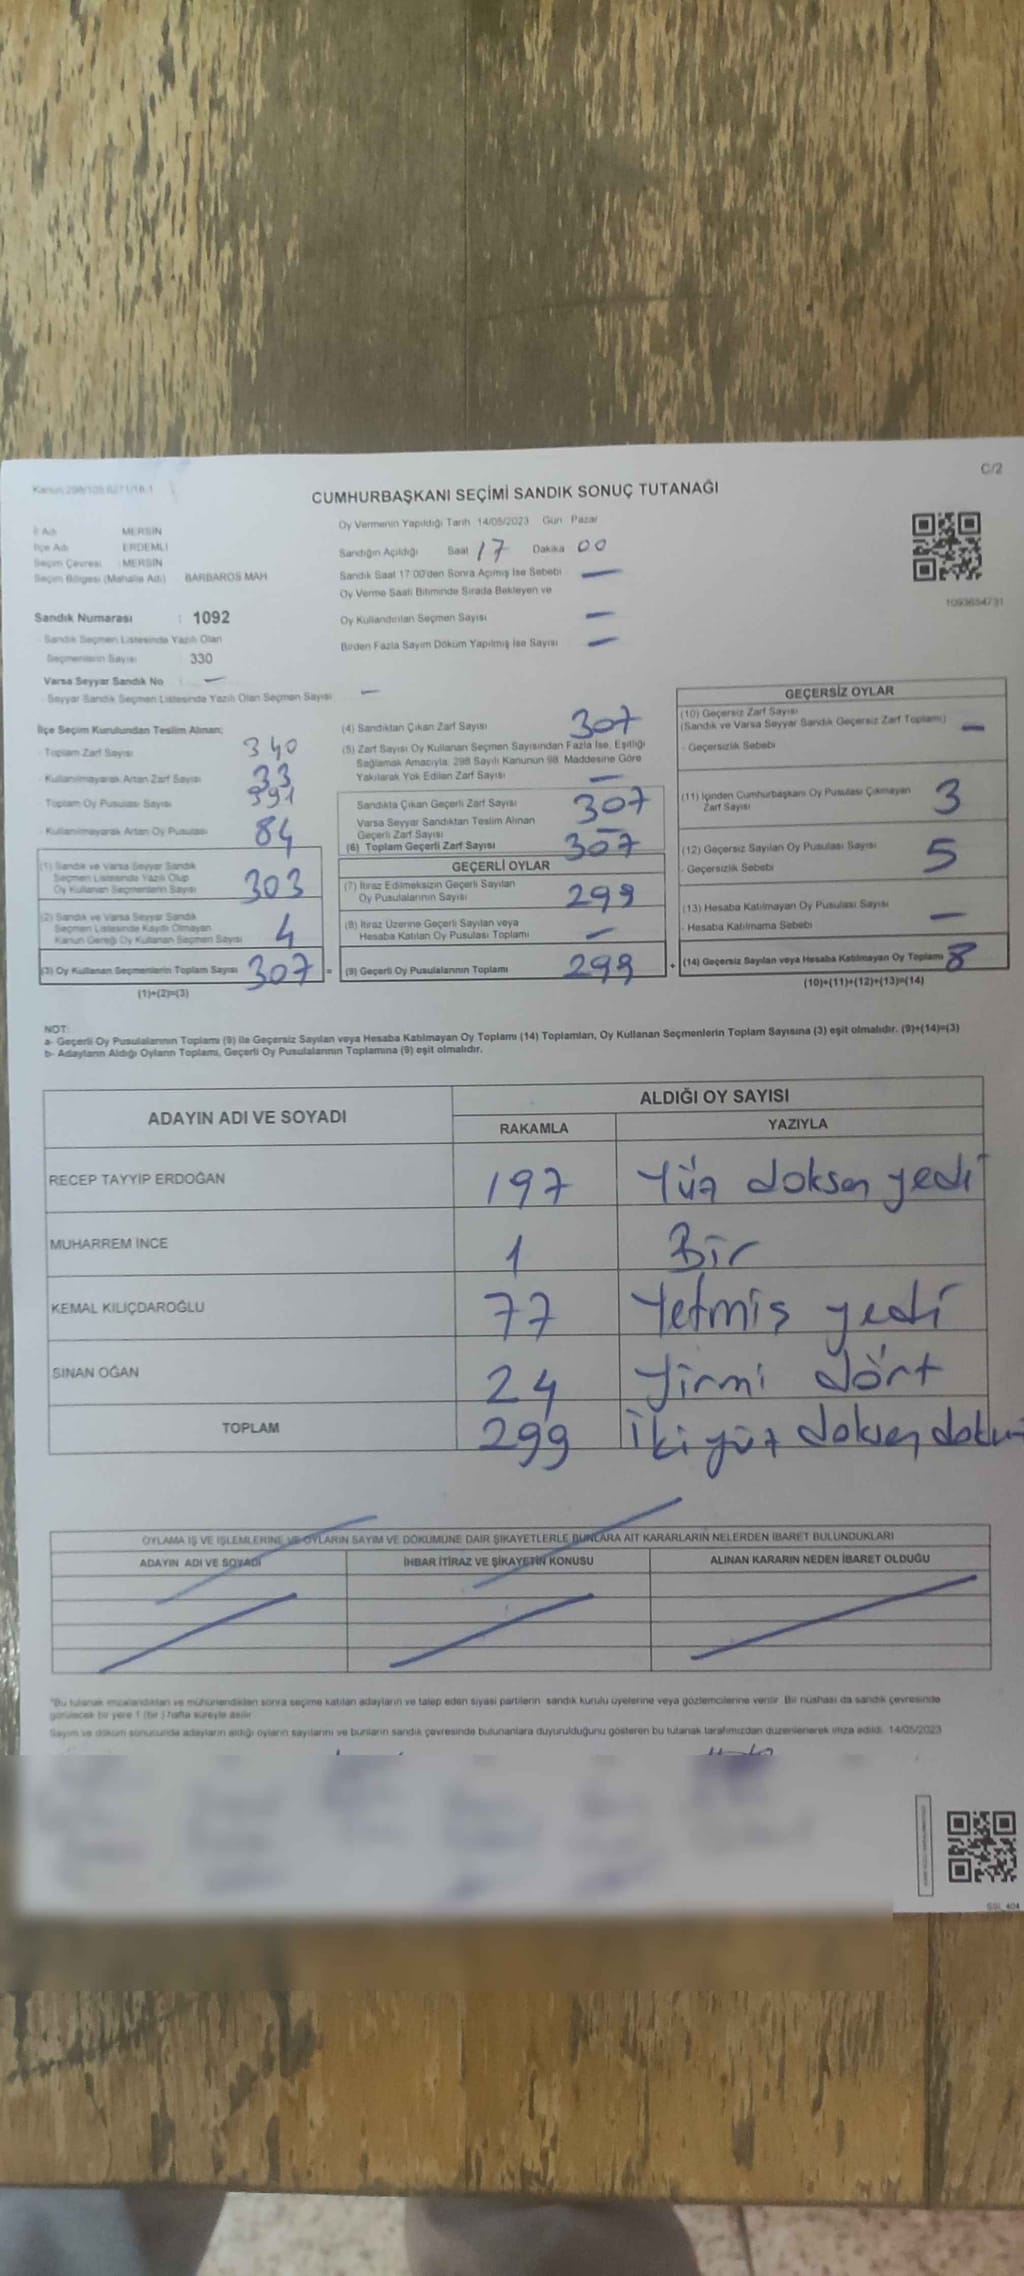 C/2
CUMHURBAŞKANI SEÇİMİ SANDIK SONUÇ TUTANAĞI
İl Adı : MERSİN
İlçe Adı : ERDEMLİ
Seçim Çevresi : MERSİN
Seçim Bölgesi (Mahalle Adı) BARBAROS MAH
Sandık Numarası : 1092
Sandık Seçmen Listesinde Yazılı Olan
Seçmenlerin Sayısı : 330
Varsa Seyyar Sandık No : —
Seyyar Sandık Seçmen Listesinde Yazılı Olan Seçmen Sayısı —
Oy Vermenin Yapıldığı Tarih 14/05/2023 Gün Pazar
Sandığın Açıldığı Saat 17 Dakika 00
Sandık Saat 17:00'den Sonra Açımış İse Sebebi —
Oy Verme Saati Bitiminde Sırada Bekleyen ve
Oy Kullandırılan Seçmen Sayısı —
Birden Fazla Sayım Döküm Yapılmış İse Sayısı —
1093654731
İlçe Seçim Kurulundan Teslim Alınan;
Toplam Zarf Sayısı 340
Kullanılmayarak Artan Zarf Sayısı 33
Toplam Oy Pusulası Sayısı 391
Kullanılmayarak Artan Oy Pusulası 84
(1) Sandık ve Varsa Seyyar Sandık
Seçmen Listesinde Yazılı Olup
Oy Kullanan Seçmenlerin Sayısı 303
(2) Sandık ve Varsa Seyyar Sandık
Seçmen Listesinde Kayıtlı Olmayan
Kanun Gereği Oy Kullanan Seçmen Sayısı 4
(3) Oy Kullanan Seçmenlerin Toplam Sayısı 307 =
(1)+(2)=(3)
(4) Sandıktan Çıkan Zarf Sayısı 307
(5) Zarf Sayısı Oy Kullanan Seçmen Sayısından Fazla İse, Eşitliği
Sağlamak Amacıyla; 298 Sayılı Kanunun 98. Maddesine Göre
Yakılarak Yok Edilen Zarf Sayısı —
Sandıkta Çıkan Geçerli Zarf Sayısı 307
Varsa Seyyar Sandıktan Teslim Alınan
Geçerli Zarf Sayısı —
(6) Toplam Geçerli Zarf Sayısı 307
GEÇERLİ OYLAR
(7) İtiraz Edilmeksizin Geçerli Sayılan
Oy Pusulalarının Sayısı 299
(8) İtiraz Üzerine Geçerli Sayılan veya
Hesaba Katılan Oy Pusulası Toplamı —
(9) Geçerli Oy Pusulalarının Toplamı 299 +
GEÇERSİZ OYLAR
(10) Geçersiz Zarf Sayısı
(Sandık ve Varsa Seyyar Sandık Geçersiz Zarf Toplamı) —
- Geçersizlik Sebebi
(11) İçinden Cumhurbaşkanı Oy Pusulası Çıkmayan
Zarf Sayısı 3
(12) Geçersiz Sayılan Oy Pusulası Sayısı 5
- Geçersizlik Sebebi
(13) Hesaba Katılmayan Oy Pusulası Sayısı —
- Hesaba Katılmama Sebebi
(14) Geçersiz Sayılan veya Hesaba Katılmayan Oy Toplamı 8
(10)+(11)+(12)+(13)=(14)
NOT:
a- Geçerli Oy Pusulalarının Toplamı (9) ile Geçersiz Sayılan veya Hesaba Katılmayan Oy Toplamı (14) Toplamları, Oy Kullanan Seçmenlerin Toplam Sayısına (3) eşit olmalıdır. (9)+(14)=(3)
b- Adayların Aldığı Oyların Toplamı, Geçerli Oy Pusulalarının Toplamına (9) eşit olmalıdır.
ADAYIN ADI VE SOYADI ALDIĞI OY SAYISI
RAKAMLA YAZIYLA
RECEP TAYYİP ERDOĞAN 197 Yüz doksan yedi
MUHARREM İNCE 1 Bir
KEMAL KILIÇDAROĞLU 77 Yetmiş yedi
SİNAN OĞAN 24 Yirmi dört
TOPLAM 299 İki yüz doksan doku
OYLAMA İŞ VE İŞLEMLERİNE VE OYLARIN SAYIM VE DÖKÜMÜNE DAİR ŞİKAYETLERLE BUNLARA AİT KARARLARIN NELERDEN İBARET BULUNDUKLARI
ADAYIN ADI VE SOYADI İHBAR İTİRAZ VE ŞİKAYETİN KONUSU ALINAN KARARIN NEDEN İBARET OLDUĞU
*Bu tutanak imzalandıktan ve mühürlendikten sonra seçime katılan adayların ve talep eden siyasi partilerin sandık kurulu üyelerine veya gözlemcilerine verilir. Bir nüshası da sandık çevresinde
görülecek bir yere 1 (bir ) hafta süreyle asılır.
Sayım ve döküm sonucunda adayların aldığı oyların sayılarını ve bunların sandık çevresinde bulunanlara duyurulduğunu gösteren bu tutanak tarafımızdan düzenlenerek imza edildi. 14/05/2023